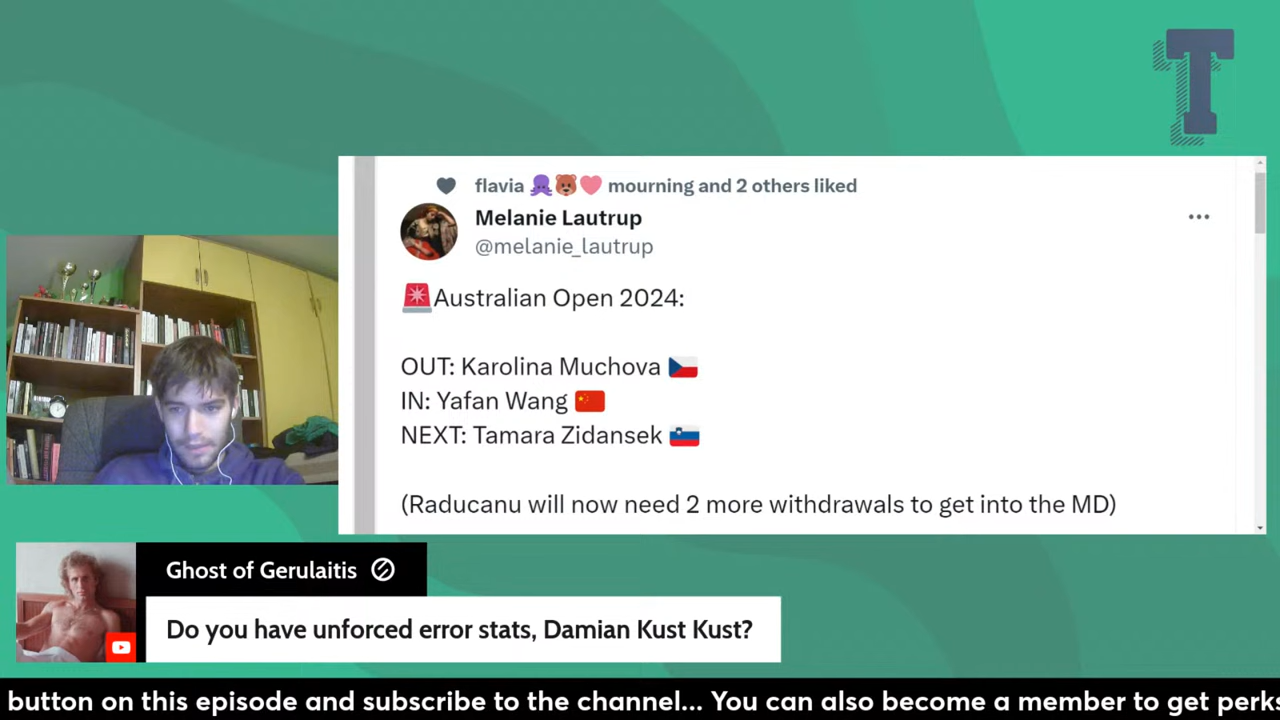 T
flavia 🐙🐻💗 mourning and 2 others liked
Melanie Lautrup
@melanie_lautrup
🚨Australian Open 2024:
OUT: Karolina Muchova 🇨🇿
IN: Yafan Wang 🇨🇳
NEXT: Tamara Zidansek 🇸🇮
(Raducanu will now need 2 more withdrawals to get into the MD)
Ghost of Gerulaitis
Do you have unforced error stats, Damian Kust Kust?
button on this episode and subscribe to the channel... You can also become a member to get perks